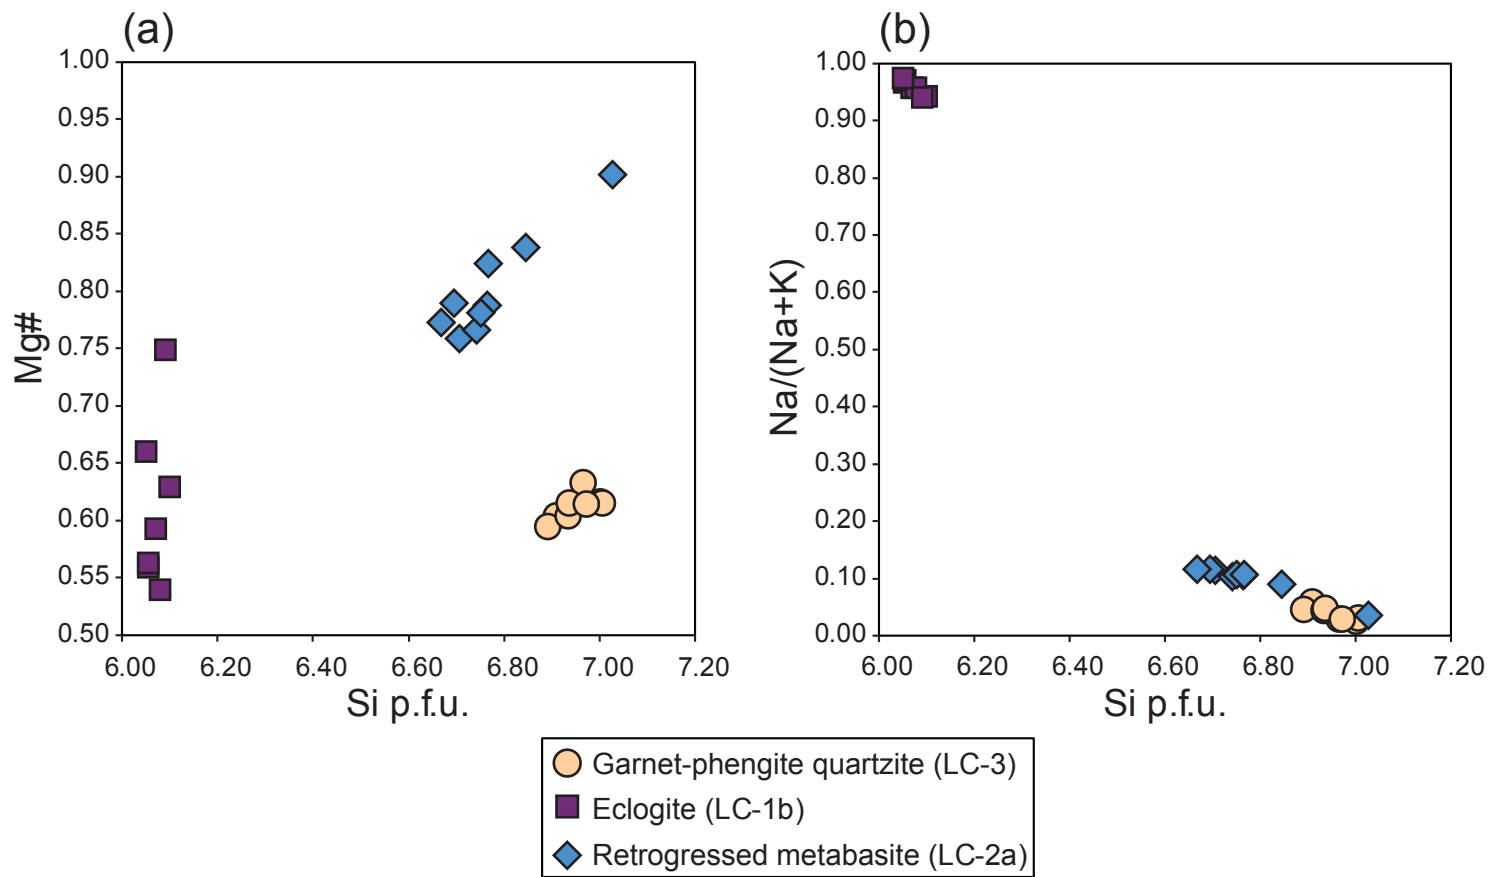 (a)
1.00
0.95
0.90
0.85
0.80
0.75
0.70
0.65
0.60
0.55
0.50
Mg#
6.00 6.20 6.40 6.60 6.80 7.00 7.20
Si p.f.u.
(b)
1.00
0.90
0.80
0.70
0.60
0.50
0.40
0.30
0.20
0.10
0.00
Na/(Na+K)
6.00 6.20 6.40 6.60 6.80 7.00 7.20
Si p.f.u.
Garnet-phengite quartzite (LC-3)
Eclogite (LC-1b)
Retrogressed metabasite (LC-2a)